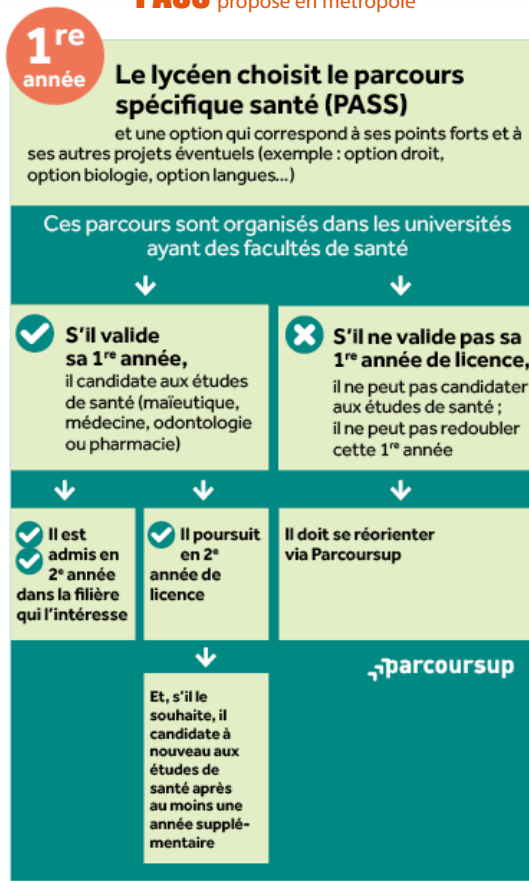 PASS proposé en métropole
1re
année
Le lycéen choisit le parcours
spécifique santé (PASS)
et une option qui correspond à ses points forts et à
ses autres projets éventuels (exemple : option droit,
option biologie, option langues...)
Ces parcours sont organisés dans les universités
ayant des facultés de santé
S'il valide
sa 1re année,
il candidate aux études
de santé (maïeutique,
médecine, odontologie
ou pharmacie)
S'il ne valide pas sa
1re année de licence,
il ne peut pas candidater
aux études de santé ;
il ne peut pas redoubler
cette 1re année
Il est
admis en
2e année
dans la filière
qui l'intéresse
Il poursuit
en 2e
année de
licence
Il doit se réorienter
via Parcoursup
Et, s'il le
souhaite, il
candidate à
nouveau aux
études de
santé après
au moins une
année supplé-
mentaire
parcoursup